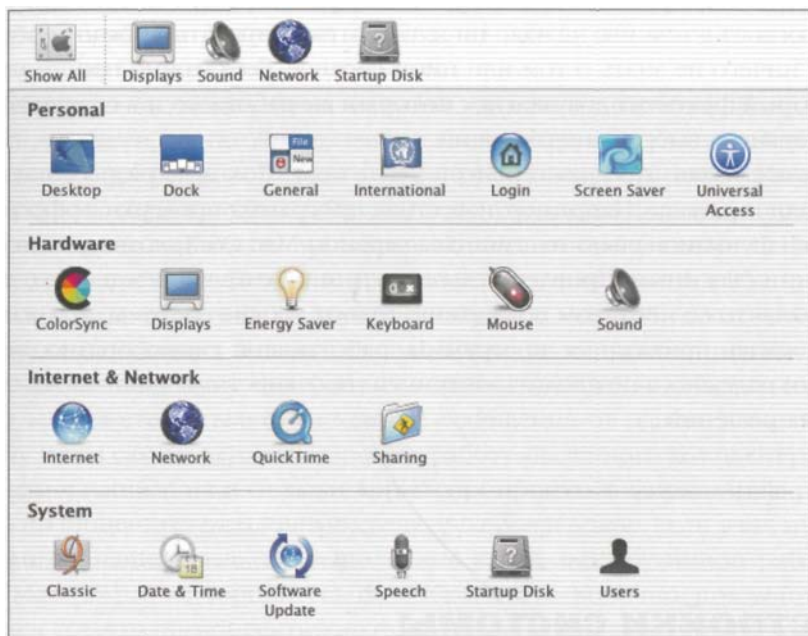 Show All Displays Sound Network Startup Disk
Personal
Desktop Dock General International Login Screen Saver Universal Access
Hardware
ColorSync Displays Energy Saver Keyboard Mouse Sound
Internet & Network
Internet Network QuickTime Sharing
System
18
Classic Date & Time Software Update Speech Startup Disk Users
File
New